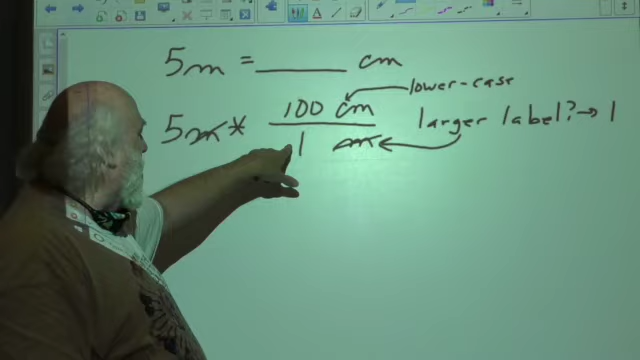 5m = ______ cm
lower-case
5m * 100 cm
1 m
larger label? → 1